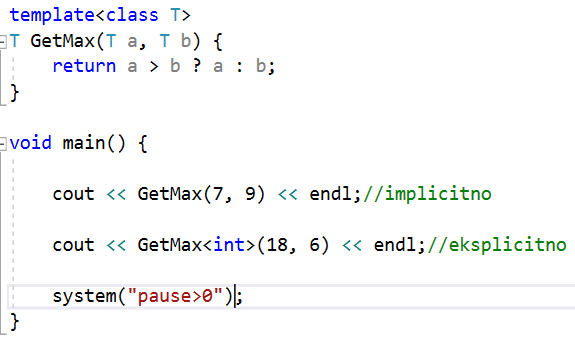 template<class T>
T GetMax(T a, T b) {
return a > b ? a : b;
}
void main() {
cout << GetMax(7, 9) << endl;//implicitno
cout << GetMax<int>(18, 6) << endl;//eksplicitno
system("pause>0");
}